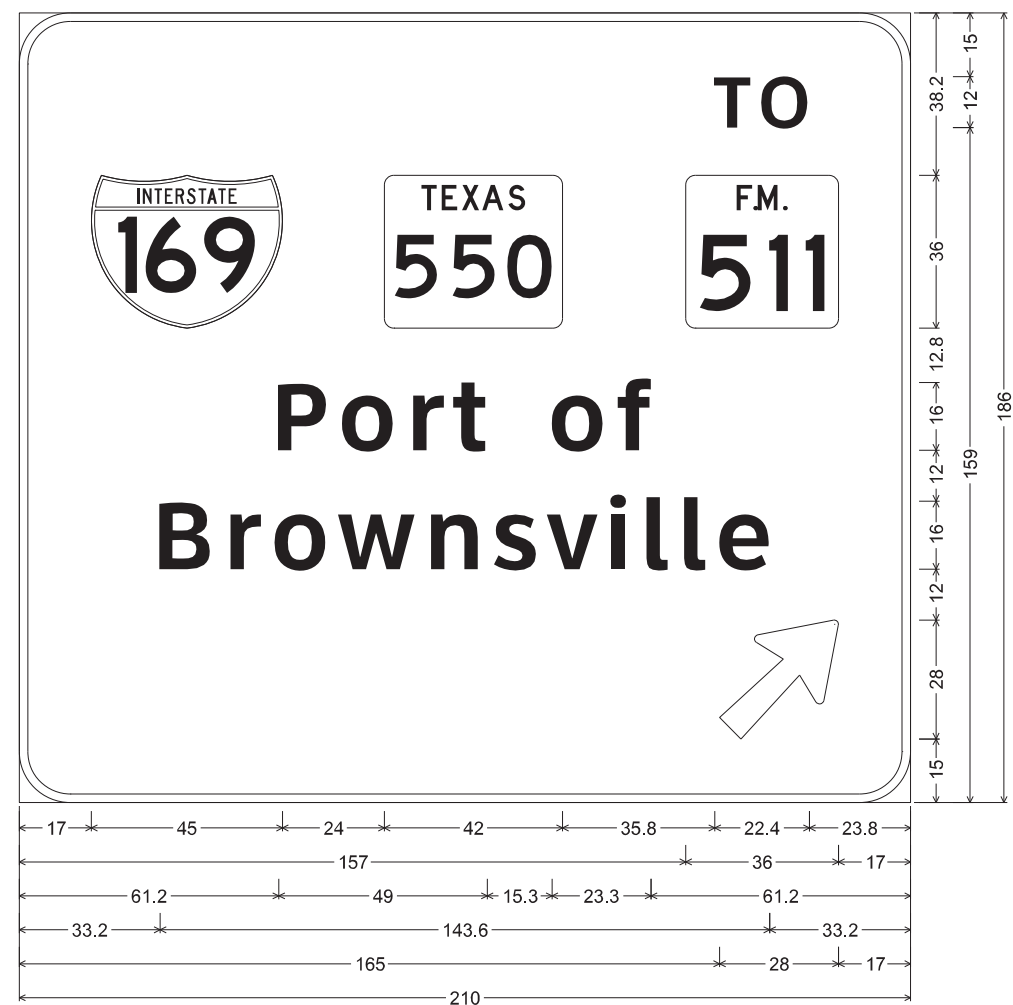 TO
INTERSTATE TEXAS F.M.
169 550 511
Port of
Brownsville
38.2
15
12
36
12.8
16
12
16
12
28
15
159
186
17 45 24 42 35.8 22.4 23.8
157 36 17
61.2 49 15.3 23.3 61.2
33.2 143.6 33.2
165 28 17
210